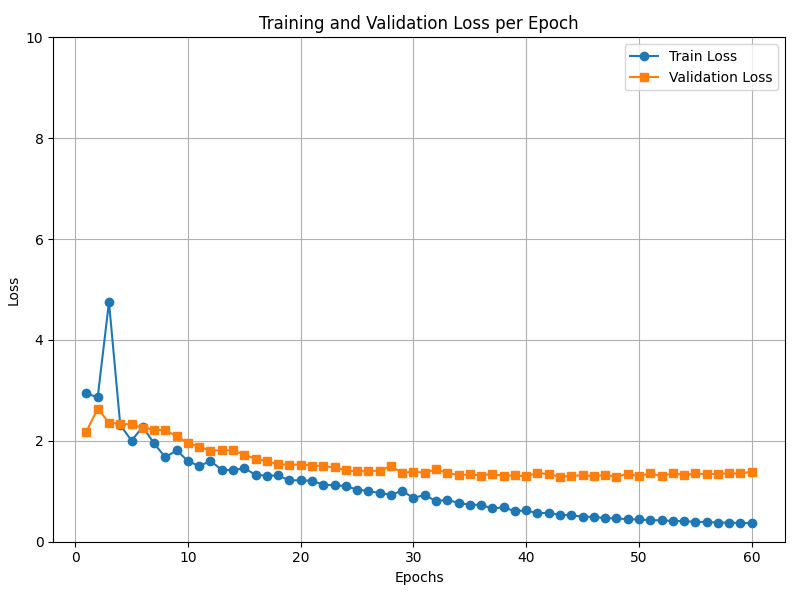 Training and Validation Loss per Epoch
Train Loss
Validation Loss
Loss
10
8
6
4
2
0
0 10 20 30 40 50 60
Epochs